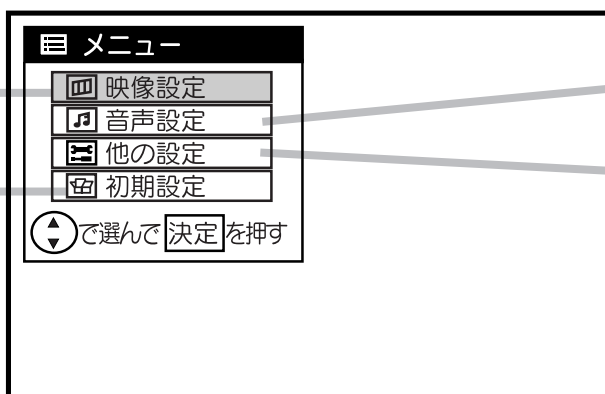 メニュー
映像設定
音声設定
他の設定
初期設定
で選んで 決定 を押す